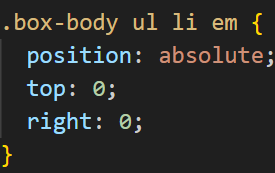 .box-body ul li em {
  position: absolute;
  top: 0;
  right: 0;
}